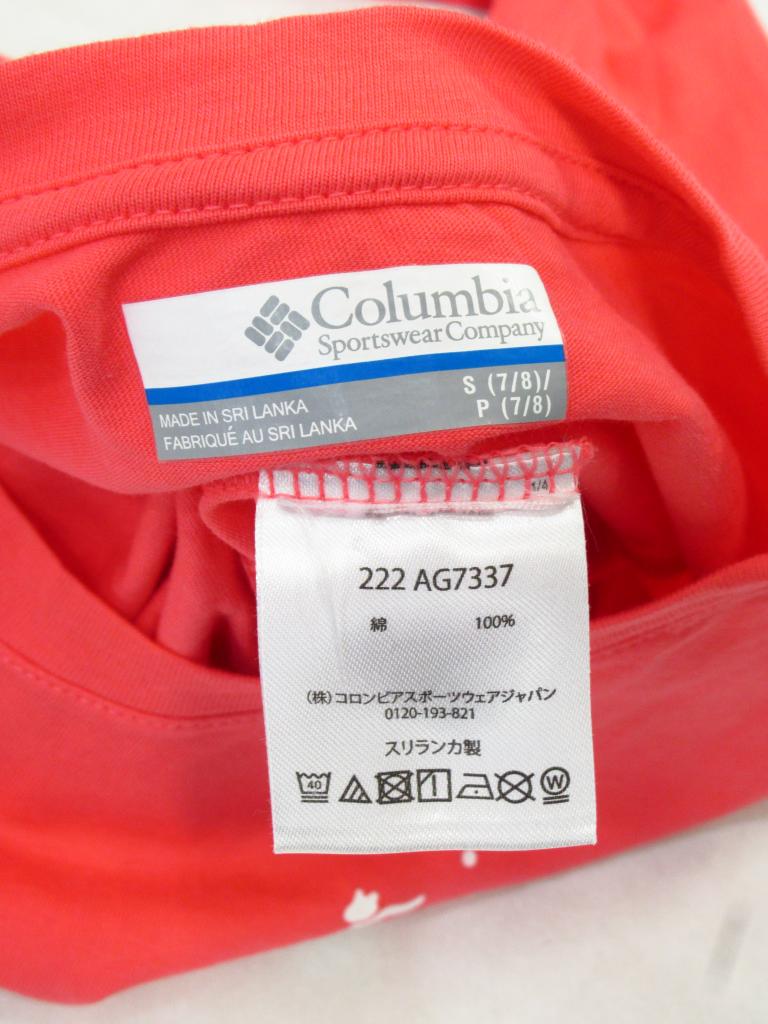 Columbia
Sportswear Company
S (7/8)/
P (7/8)
MADE IN SRI LANKA
FABRIQUÉ AU SRI LANKA
1/4
222 AG7337
綿 100%
(株)コロンビアスポーツウェアジャパン
0120-193-821
スリランカ製
40
W